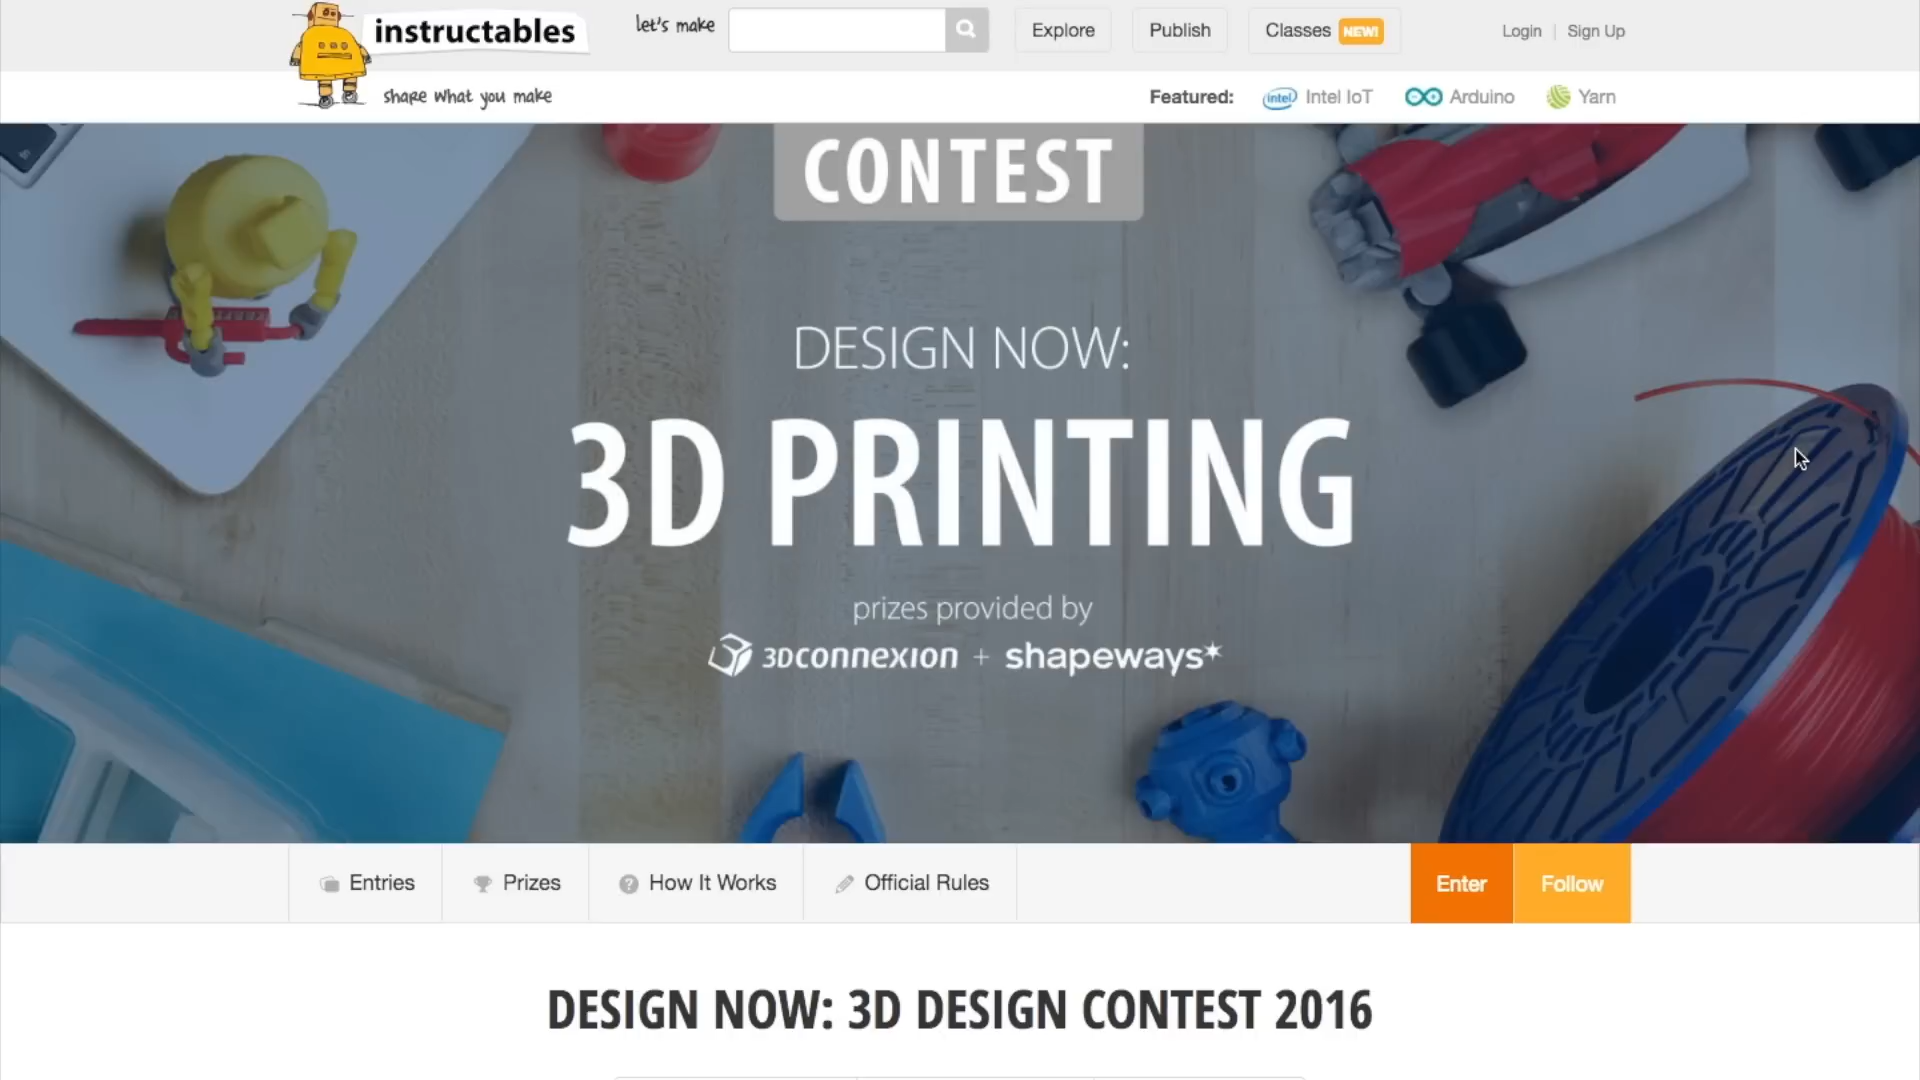 instructables
let's make
Explore
Publish
Classes NEW!
Login
Sign Up
share what you make
Featured:
intel Intel IoT
Arduino
Yarn
CONTEST
DESIGN NOW:
3D PRINTING
prizes provided by
3Dconnexion + shapeways*
Entries
Prizes
? How It Works
Official Rules
Enter
Follow
DESIGN NOW: 3D DESIGN CONTEST 2016